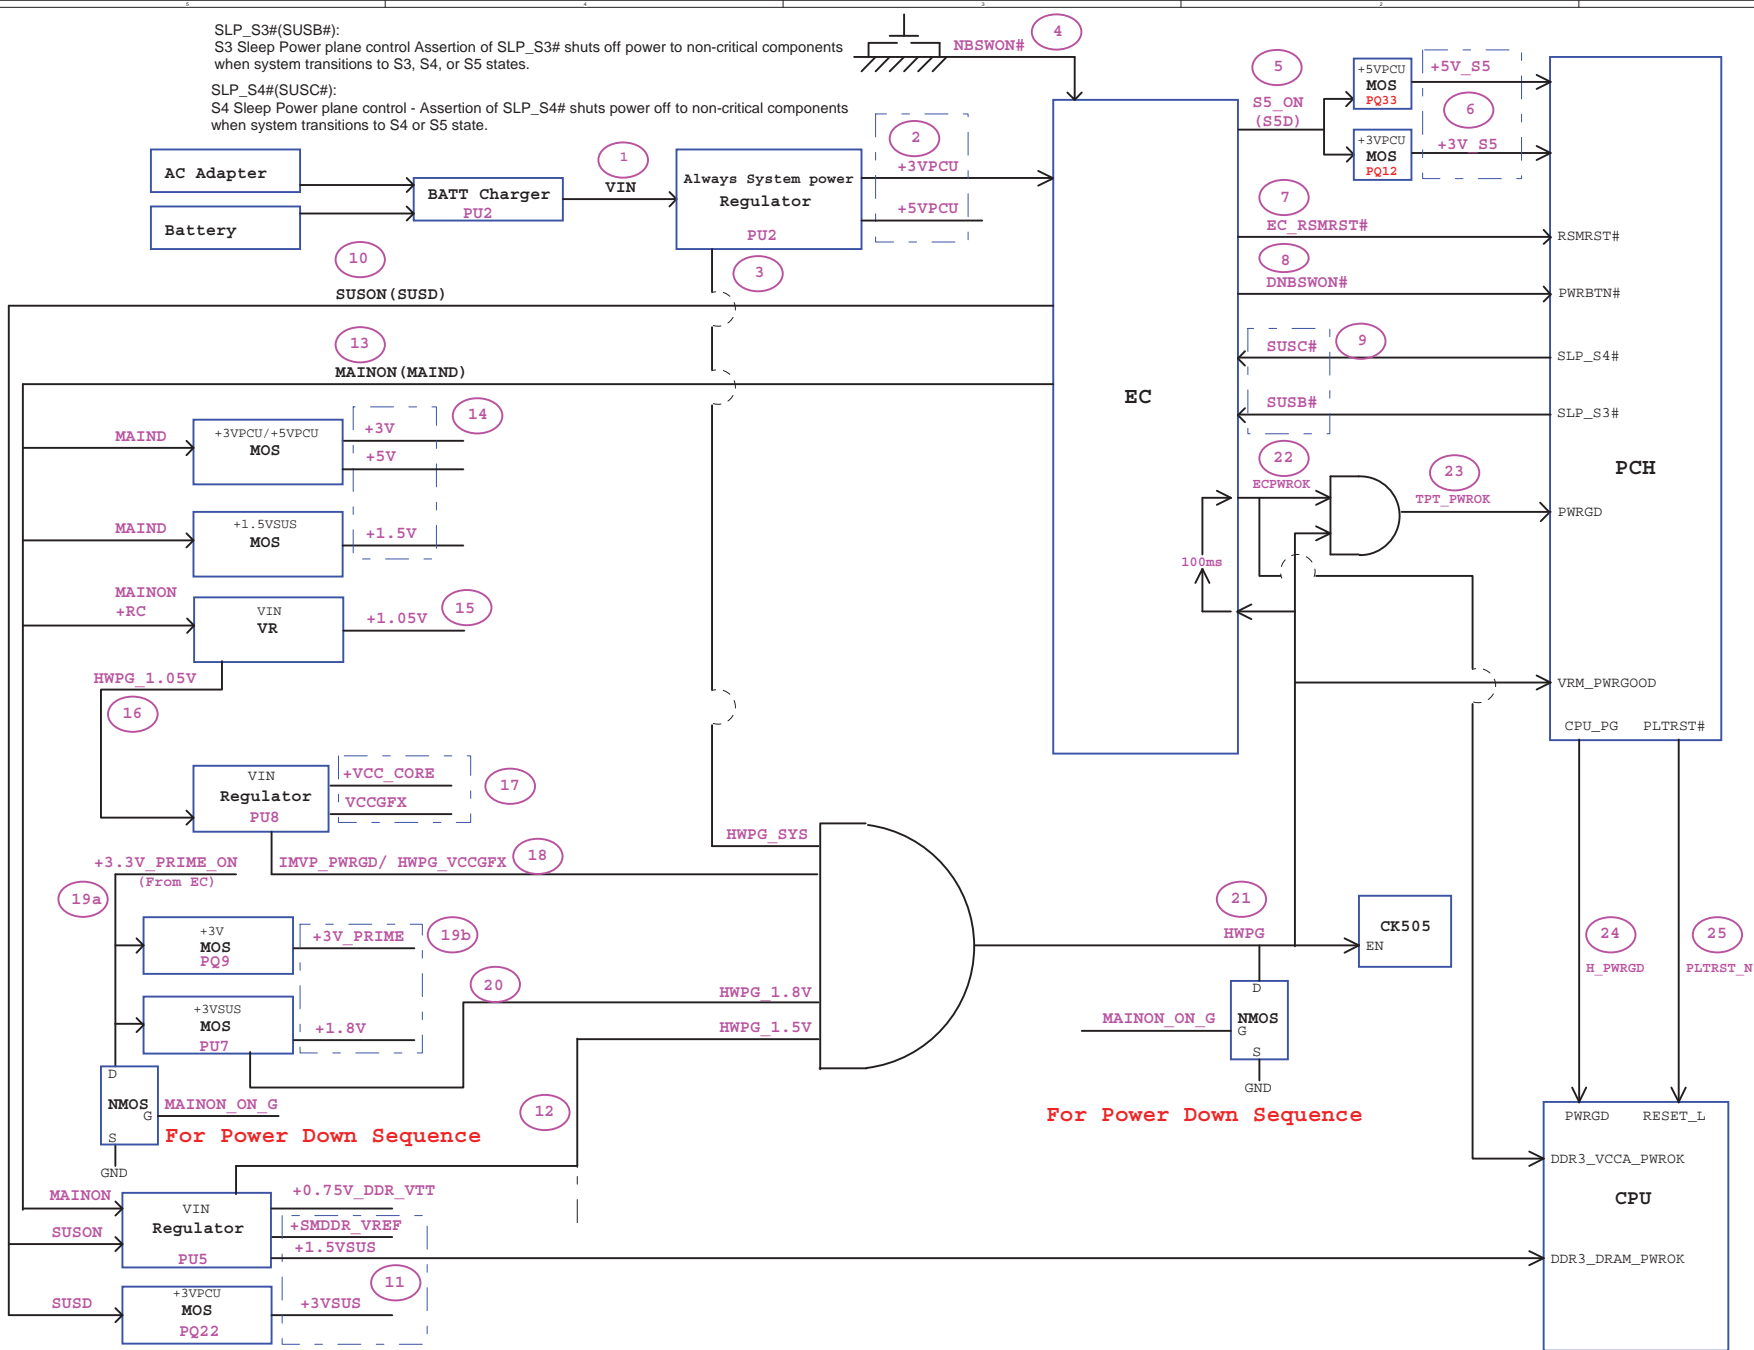 5
4
3
2
SLP_S3#(SUSB#):
S3 Sleep Power plane control Assertion of SLP_S3# shuts off power to non-critical components
when system transitions to S3, S4, or S5 states.
SLP_S4#(SUSC#):
S4 Sleep Power plane control - Assertion of SLP_S4# shuts power off to non-critical components
when system transitions to S4 or S5 state.
NBSWON#
4
5
S5_ON
(S5D)
+5VPCU
MOS
PQ33
+5V_S5
6
+3VPCU
MOS
PQ12
+3V_S5
AC Adapter
Battery
BATT Charger
PU2
1
VIN
Always System power
Regulator
PU2
2
+3VPCU
+5VPCU
3
7
EC_RSMRST#
RSMRST#
8
DNBSWON#
PWRBTN#
10
SUSON(SUSD)
13
MAINON(MAIND)
SUSC#
9
SLP_S4#
SUSB#
SLP_S3#
EC
PCH
MAIND
+3VPCU/+5VPCU
MOS
+3V
+5V
14
MAIND
+1.5VSUS
MOS
+1.5V
22
ECPWROK
23
TPT_PWROK
PWRGD
100ms
MAINON
+RC
VIN
VR
+1.05V
15
HWPG_1.05V
16
VRM_PWRGOOD
CPU_PG
PLTRST#
VIN
Regulator
PU8
+VCC_CORE
VCCGFX
17
HWPG_SYS
+3.3V_PRIME_ON
(From EC)
IMVP_PWRGD/ HWPG_VCCGFX
18
19a
+3V
MOS
PQ9
+3V_PRIME
19b
21
HWPG
CK505
EN
24
H_PWRGD
25
PLTRST_N
20
HWPG_1.8V
+3VSUS
MOS
PU7
+1.8V
HWPG_1.5V
MAINON_ON_G
D
NMOS
G
S
GND
For Power Down Sequence
D
NMOS
G
S
GND
MAINON_ON_G
For Power Down Sequence
12
PWRGD
RESET_L
DDR3_VCCA_PWROK
CPU
DDR3_DRAM_PWROK
MAINON
SUSON
VIN
Regulator
PU5
+0.75V_DDR_VTT
+SMDDR_VREF
+1.5VSUS
11
SUSD
+3VPCU
MOS
PQ22
+3VSUS